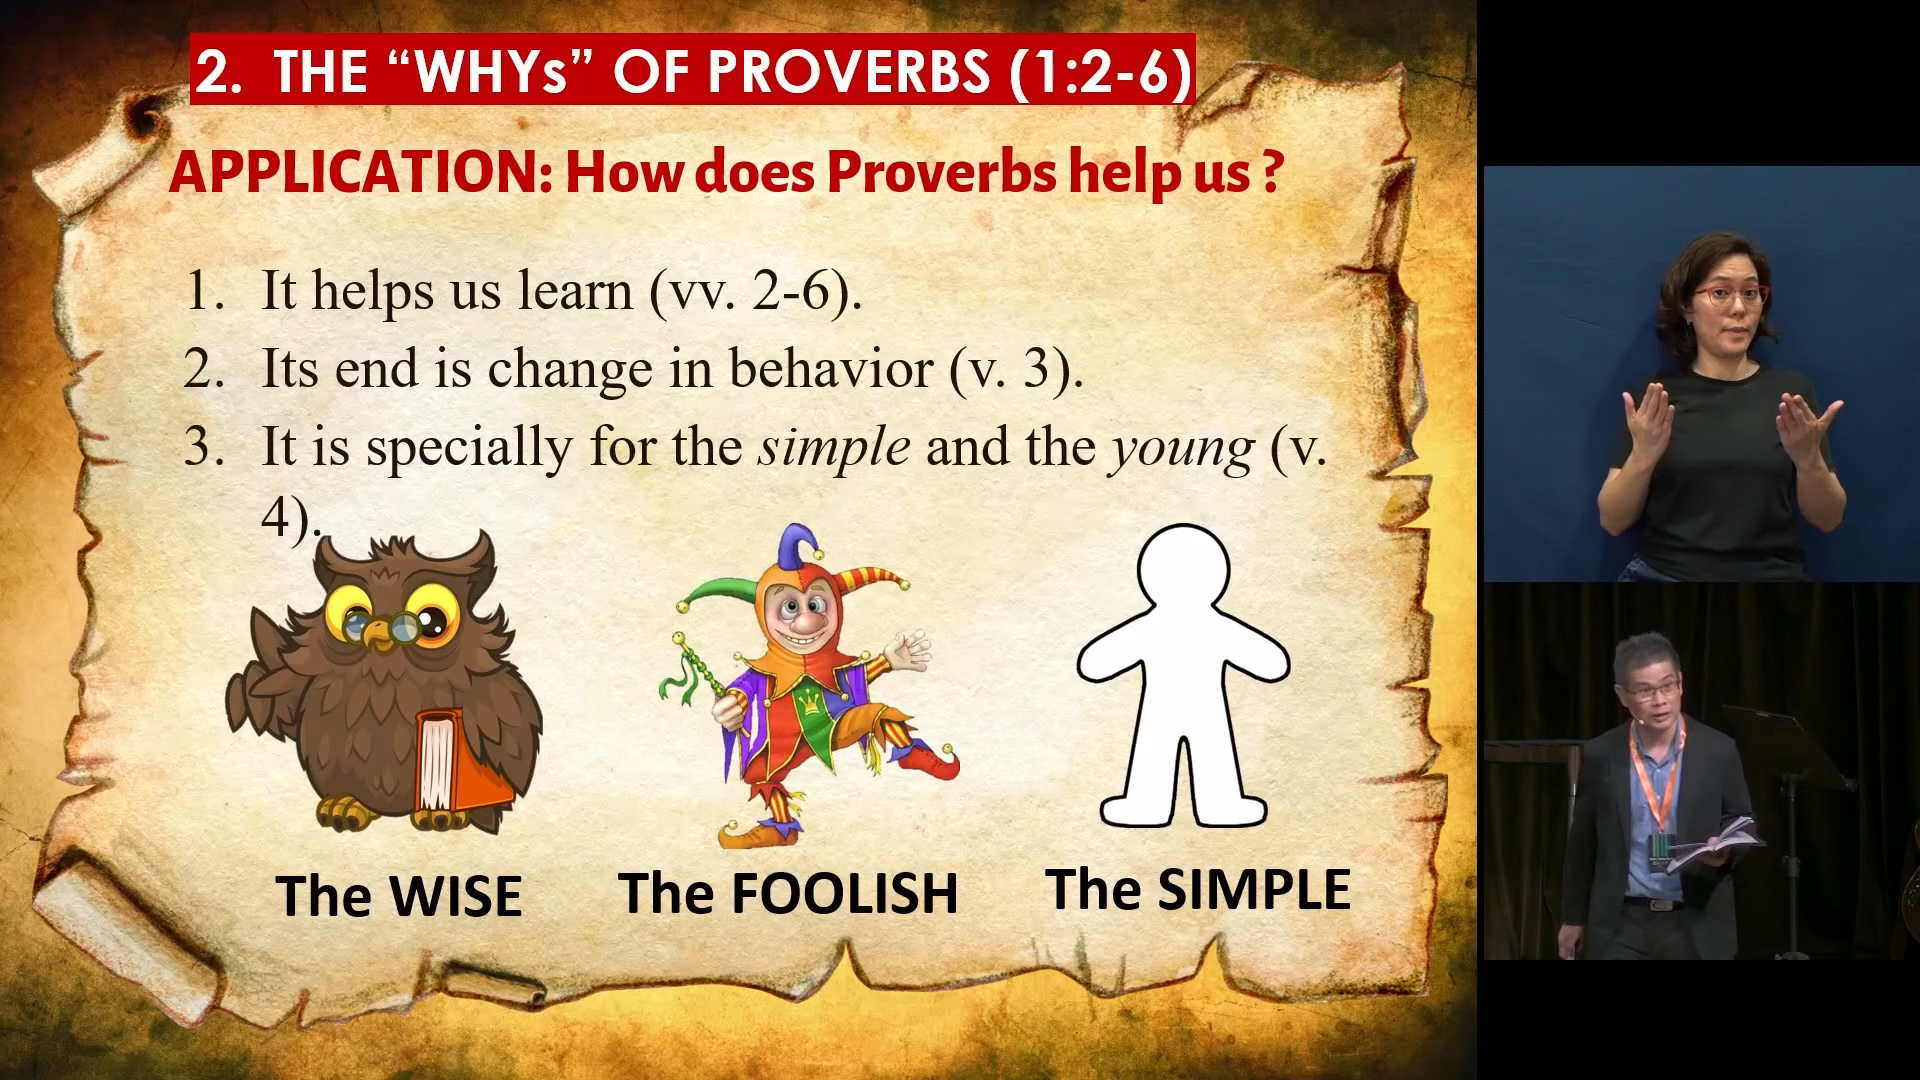 2. THE “WHYs” OF PROVERBS (1:2-6)
APPLICATION: How does Proverbs help us ?
1. It helps us learn (vv. 2-6).
2. Its end is change in behavior (v. 3).
3. It is specially for the simple and the young (v.
4).
The WISE
The FOOLISH
The SIMPLE